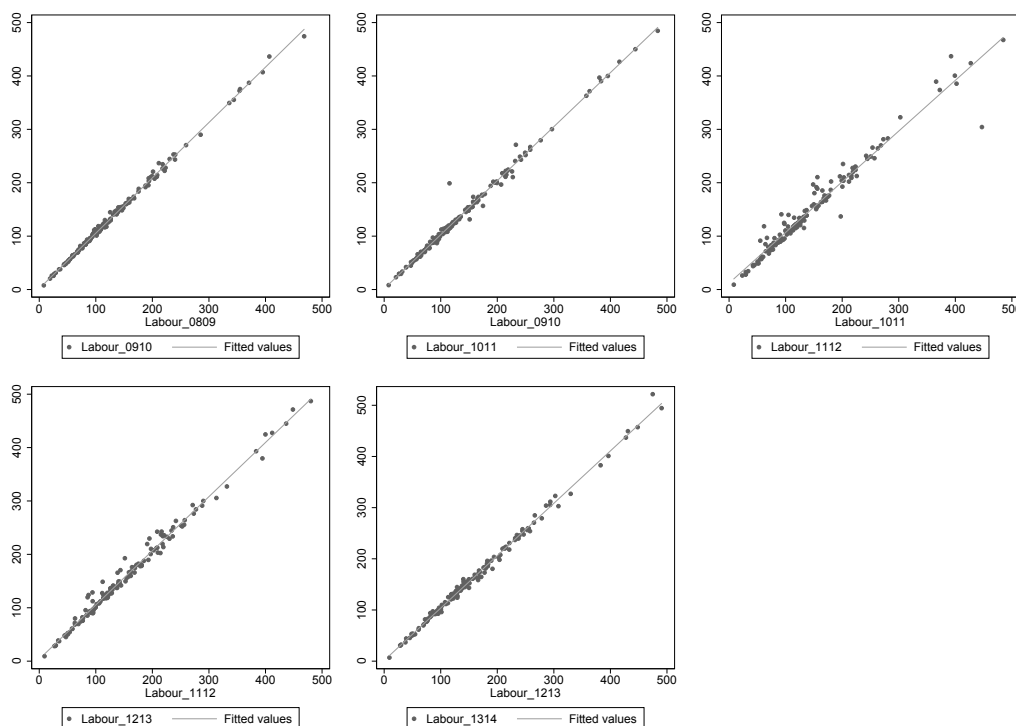 500
400
300
200
100
0
0 100 200 300 400 500
Labour_0809
Labour_0910 Fitted values
500
400
300
200
100
0
0 100 200 300 400 500
Labour_0910
Labour_1011 Fitted values
500
400
300
200
100
0
0 100 200 300 400 500
Labour_1011
Labour_1112 Fitted values
500
400
300
200
100
0
0 100 200 300 400 500
Labour_1112
Labour_1213 Fitted values
500
400
300
200
100
0
0 100 200 300 400 500
Labour_1213
Labour_1314 Fitted values